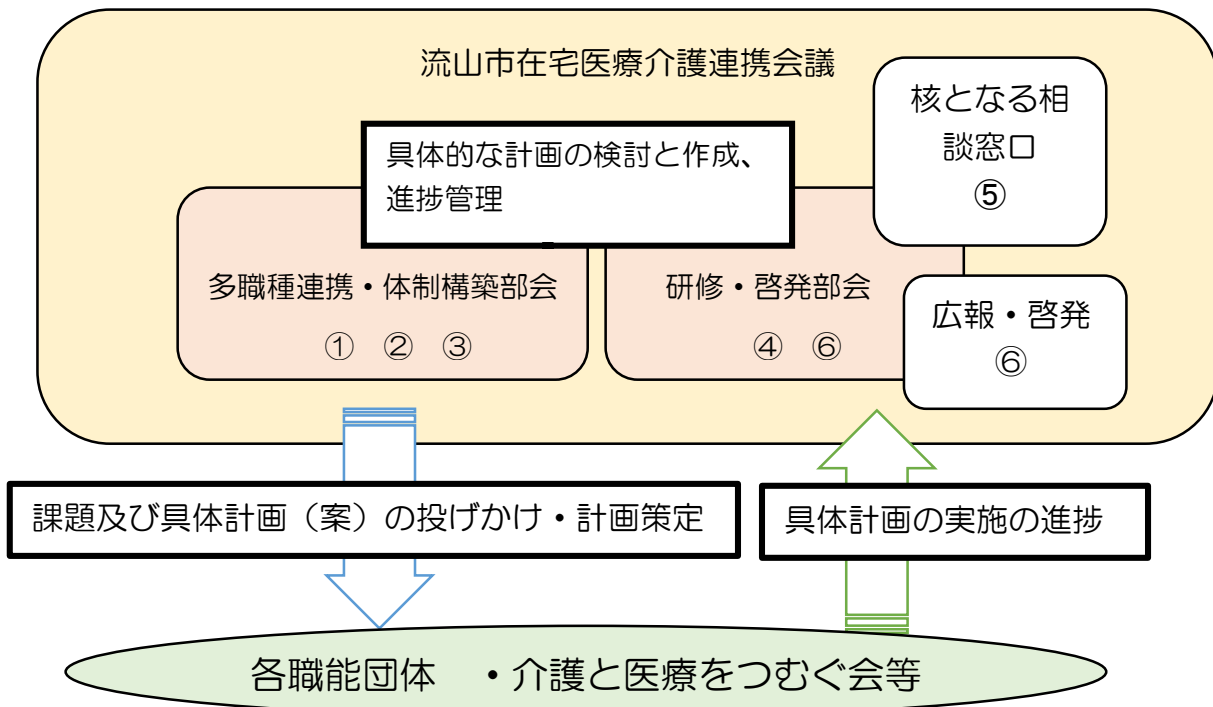 流山市在宅医療介護連携会議
核となる相
談窓口
⑤
具体的な計画の検討と作成、
進捗管理
多職種連携・体制構築部会
① ② ③
研修・啓発部会
④ ⑥
広報・啓発
⑥
課題及び具体計画（案）の投げかけ・計画策定
具体計画の実施の進捗
各職能団体 ・介護と医療をつむぐ会等